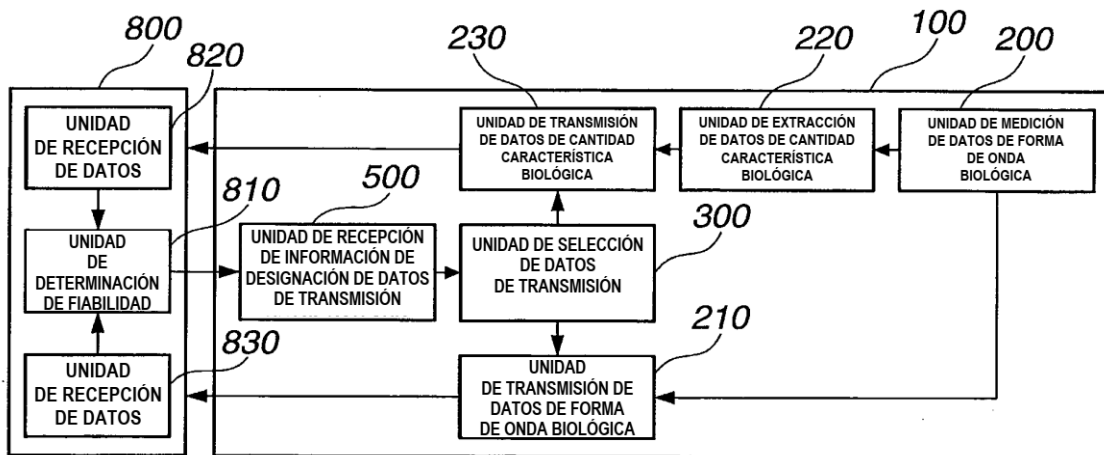 800
820
230
220
100
200
UNIDAD
DE RECEPCIÓN
DE DATOS
UNIDAD DE TRANSMISIÓN
DE DATOS DE CANTIDAD
CARACTERÍSTICA
BIOLÓGICA
UNIDAD DE EXTRACCIÓN
DE DATOS DE CANTIDAD
CARACTERÍSTICA
BIOLÓGICA
UNIDAD DE MEDICIÓN
DE DATOS DE FORMA
DE ONDA
BIOLÓGICA
810
500
300
UNIDAD
DE
DETERMINACIÓN
DE FIABILIDAD
UNIDAD DE RECEPCIÓN
DE INFORMACIÓN DE
DESIGNACIÓN DE DATOS
DE TRANSMISIÓN
UNIDAD DE SELECCIÓN
DE DATOS
DE TRANSMISIÓN
830
210
UNIDAD
DE RECEPCIÓN
DE DATOS
UNIDAD
DE TRANSMISIÓN DE
DATOS DE FORMA
DE ONDA BIOLÓGICA